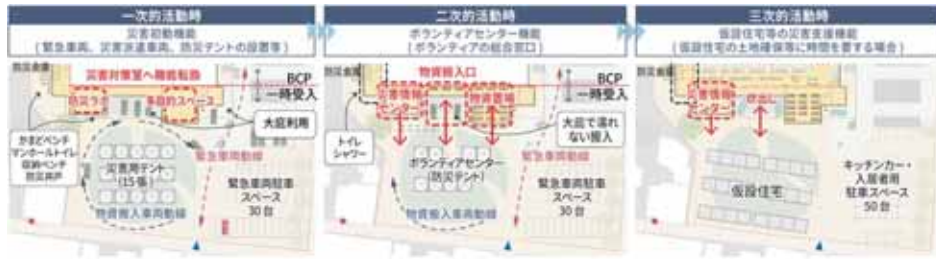 一次的活動時
災害初動機能
(緊急車両、災害派遣車両、防災テントの設置等)
防災倉庫
災害対策室へ機能転換
BCP
一時受入
防災ラボ
多目的スペース
大庇利用
かまどベンチ
マンホールトイレ
収納ベンチ
防災井戸
緊急車両動線
災害用テント
(15張)
緊急車両駐車
スペース
30台
物資搬入車両動線
二次的活動時
ボランティアセンター機能
(ボランティアの総合窓口)
防災倉庫
物資搬入口
BCP
一時受入
災害情報
センター
物資置場
大庇で濡れ
ない搬入
トイレ
シャワー
緊急車両動線
ボランティアセンター
(防災テント)
緊急車両駐車
スペース
30台
物資搬入車両動線
三次的活動時
仮設住宅等の災害支援機能
(仮設住宅の土地確保等に時間を要する場合)
防災倉庫
災害情報
センター
炊出し
仮設住宅
キッチンカー・
入居者用
駐車スペース
50台